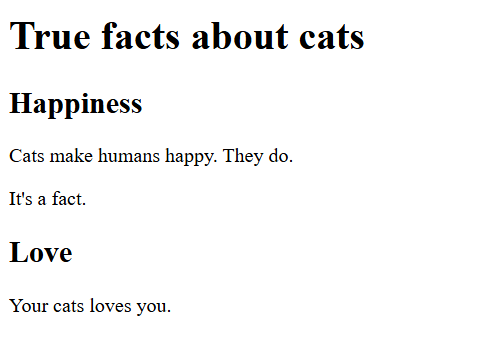 True facts about cats
Happiness
Cats make humans happy. They do.
It's a fact.
Love
Your cats loves you.